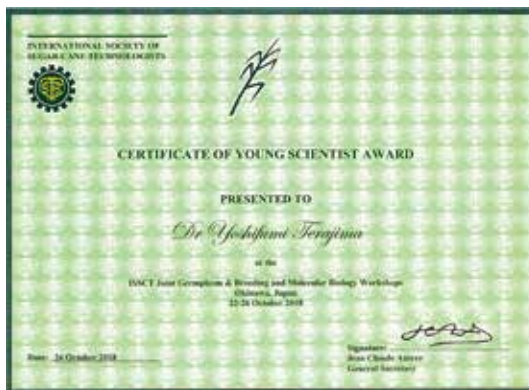 INTERNATIONAL SOCIETY OF
SUGAR CANE TECHNOLOGISTS
CERTIFICATE OF YOUNG SCIENTIST AWARD
PRESENTED TO
Dr Yoshifumi Terajima
at the
ISSCT Joint Germplasm & Breeding and Molecular Biology Workshops
Okinawa, Japan
22-26 October 2018
Date: 26 October 2018
Signature:
Jean Claude Autrey
General Secretary